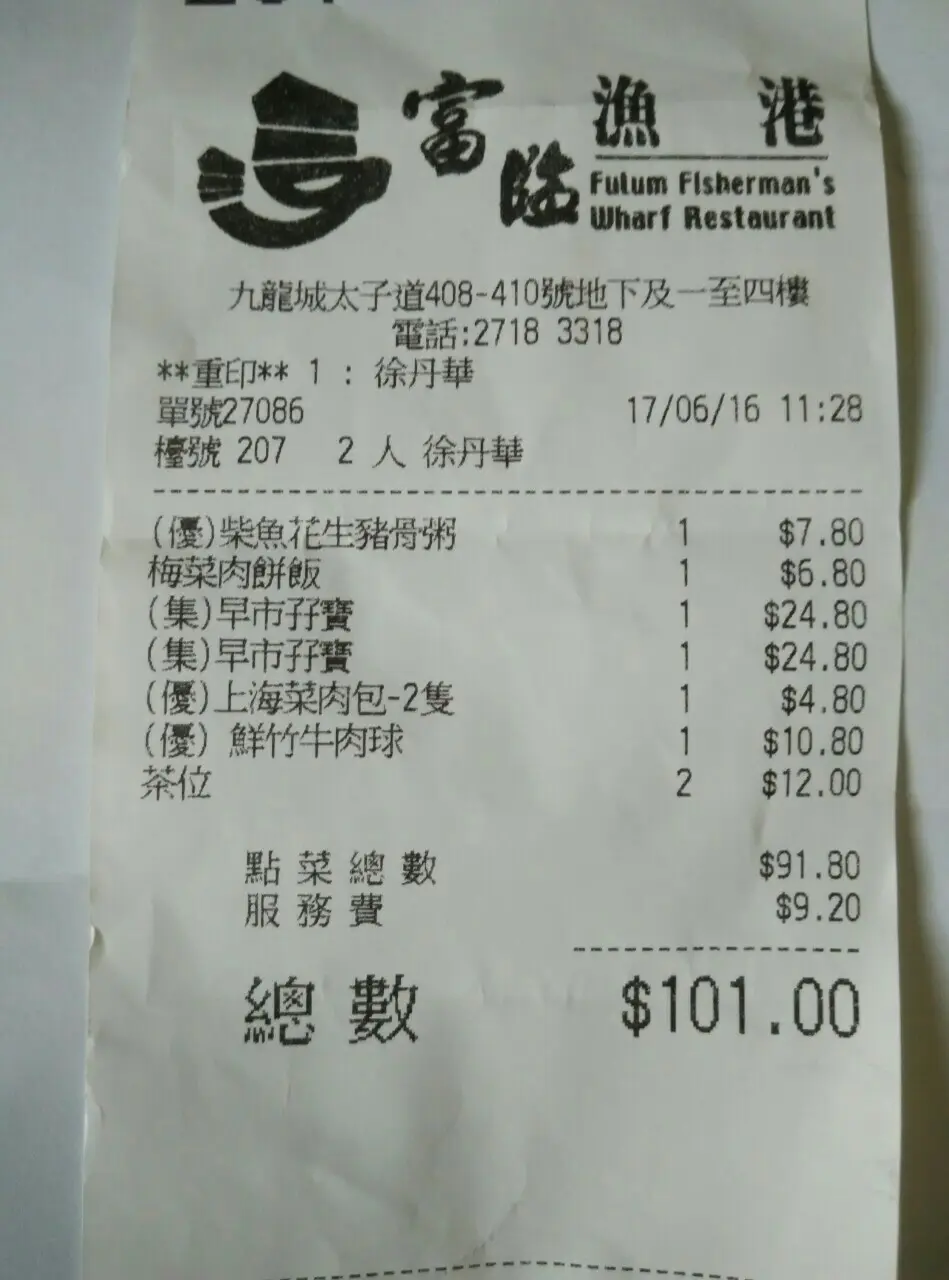 富臨 漁港
Fulum Fisherman's
Wharf Restaurant
九龍城太子道408-410號地下及一至四樓
電話:2718 3318
**重印** 1 : 徐丹華
單號27086 17/06/16 11:28
檯號 207 2 人 徐丹華
(優)柴魚花生豬骨粥 1 $7.80
梅菜肉餅飯 1 $6.80
(集)早市孖寶 1 $24.80
(集)早市孖寶 1 $24.80
(優)上海菜肉包-2隻 1 $4.80
(優) 鮮竹牛肉球 1 $10.80
茶位 2 $12.00
點菜總數 $91.80
服務費 $9.20
總數 $101.00